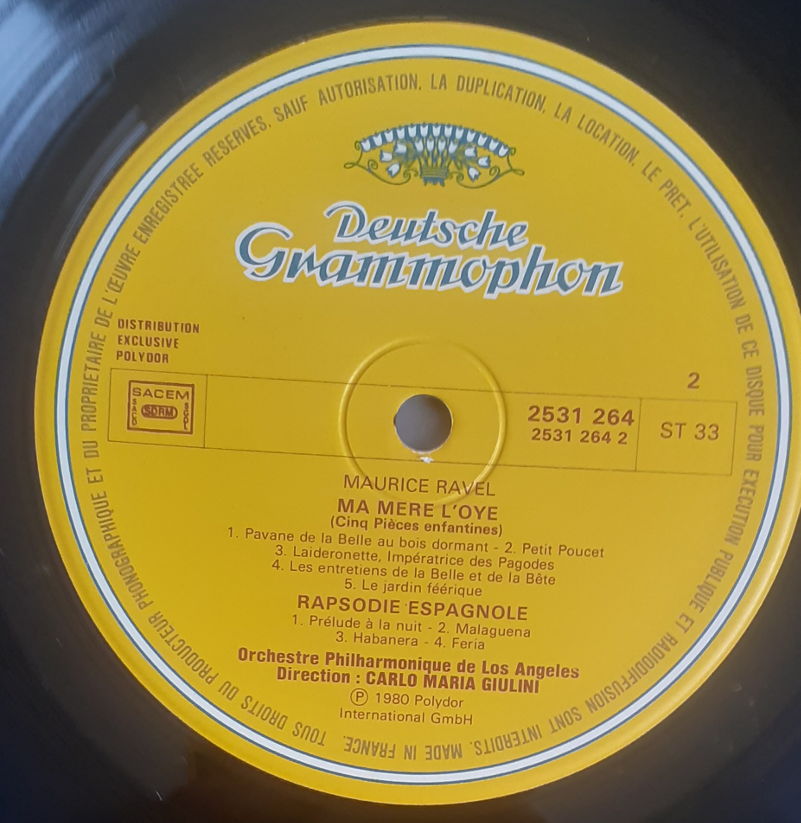 TOUS DROITS DU PRODUCTEUR PHONOGRAPHIQUE ET DU PROPRIETAIRE DE L'ŒUVRE ENREGISTREE RESERVES. SAUF AUTORISATION, LA DUPLICATION, LA LOCATION, LE PRET, L'UTILISATION DE CE DISQUE POUR EXECUTION PUBLIQUE ET RADIODIFFUSION SONT INTERDITS. MADE IN FRANCE.
Deutsche
Grammophon
DISTRIBUTION
EXCLUSIVE
POLYDOR
2
SACEM
SACD SDRM SGDL
2531 264
2531 264 2
ST 33
MAURICE RAVEL
MA MERE L'OYE
(Cinq Pièces enfantines)
1. Pavane de la Belle au bois dormant - 2. Petit Poucet
3. Laideronette, Impératrice des Pagodes
4. Les entretiens de la Belle et de la Bête
5. Le jardin féérique
RAPSODIE ESPAGNOLE
1. Prélude à la nuit - 2. Malaguena
3. Habanera - 4. Feria
Orchestre Philharmonique de Los Angeles
Direction : CARLO MARIA GIULINI
Ⓟ 1980 Polydor
International GmbH